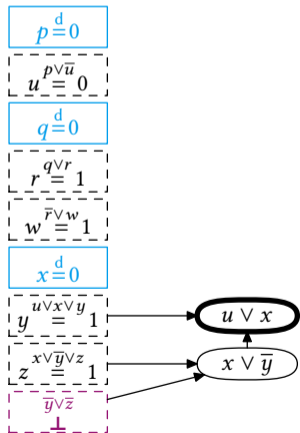 p d= 0
u p∨u̅= 0
q d= 0
r q∨r= 1
w r̅∨w= 1
x d= 0
y u∨x∨y= 1
u ∨ x
z x∨y̅∨z= 1
x ∨ y̅
y̅∨z̅
⊥